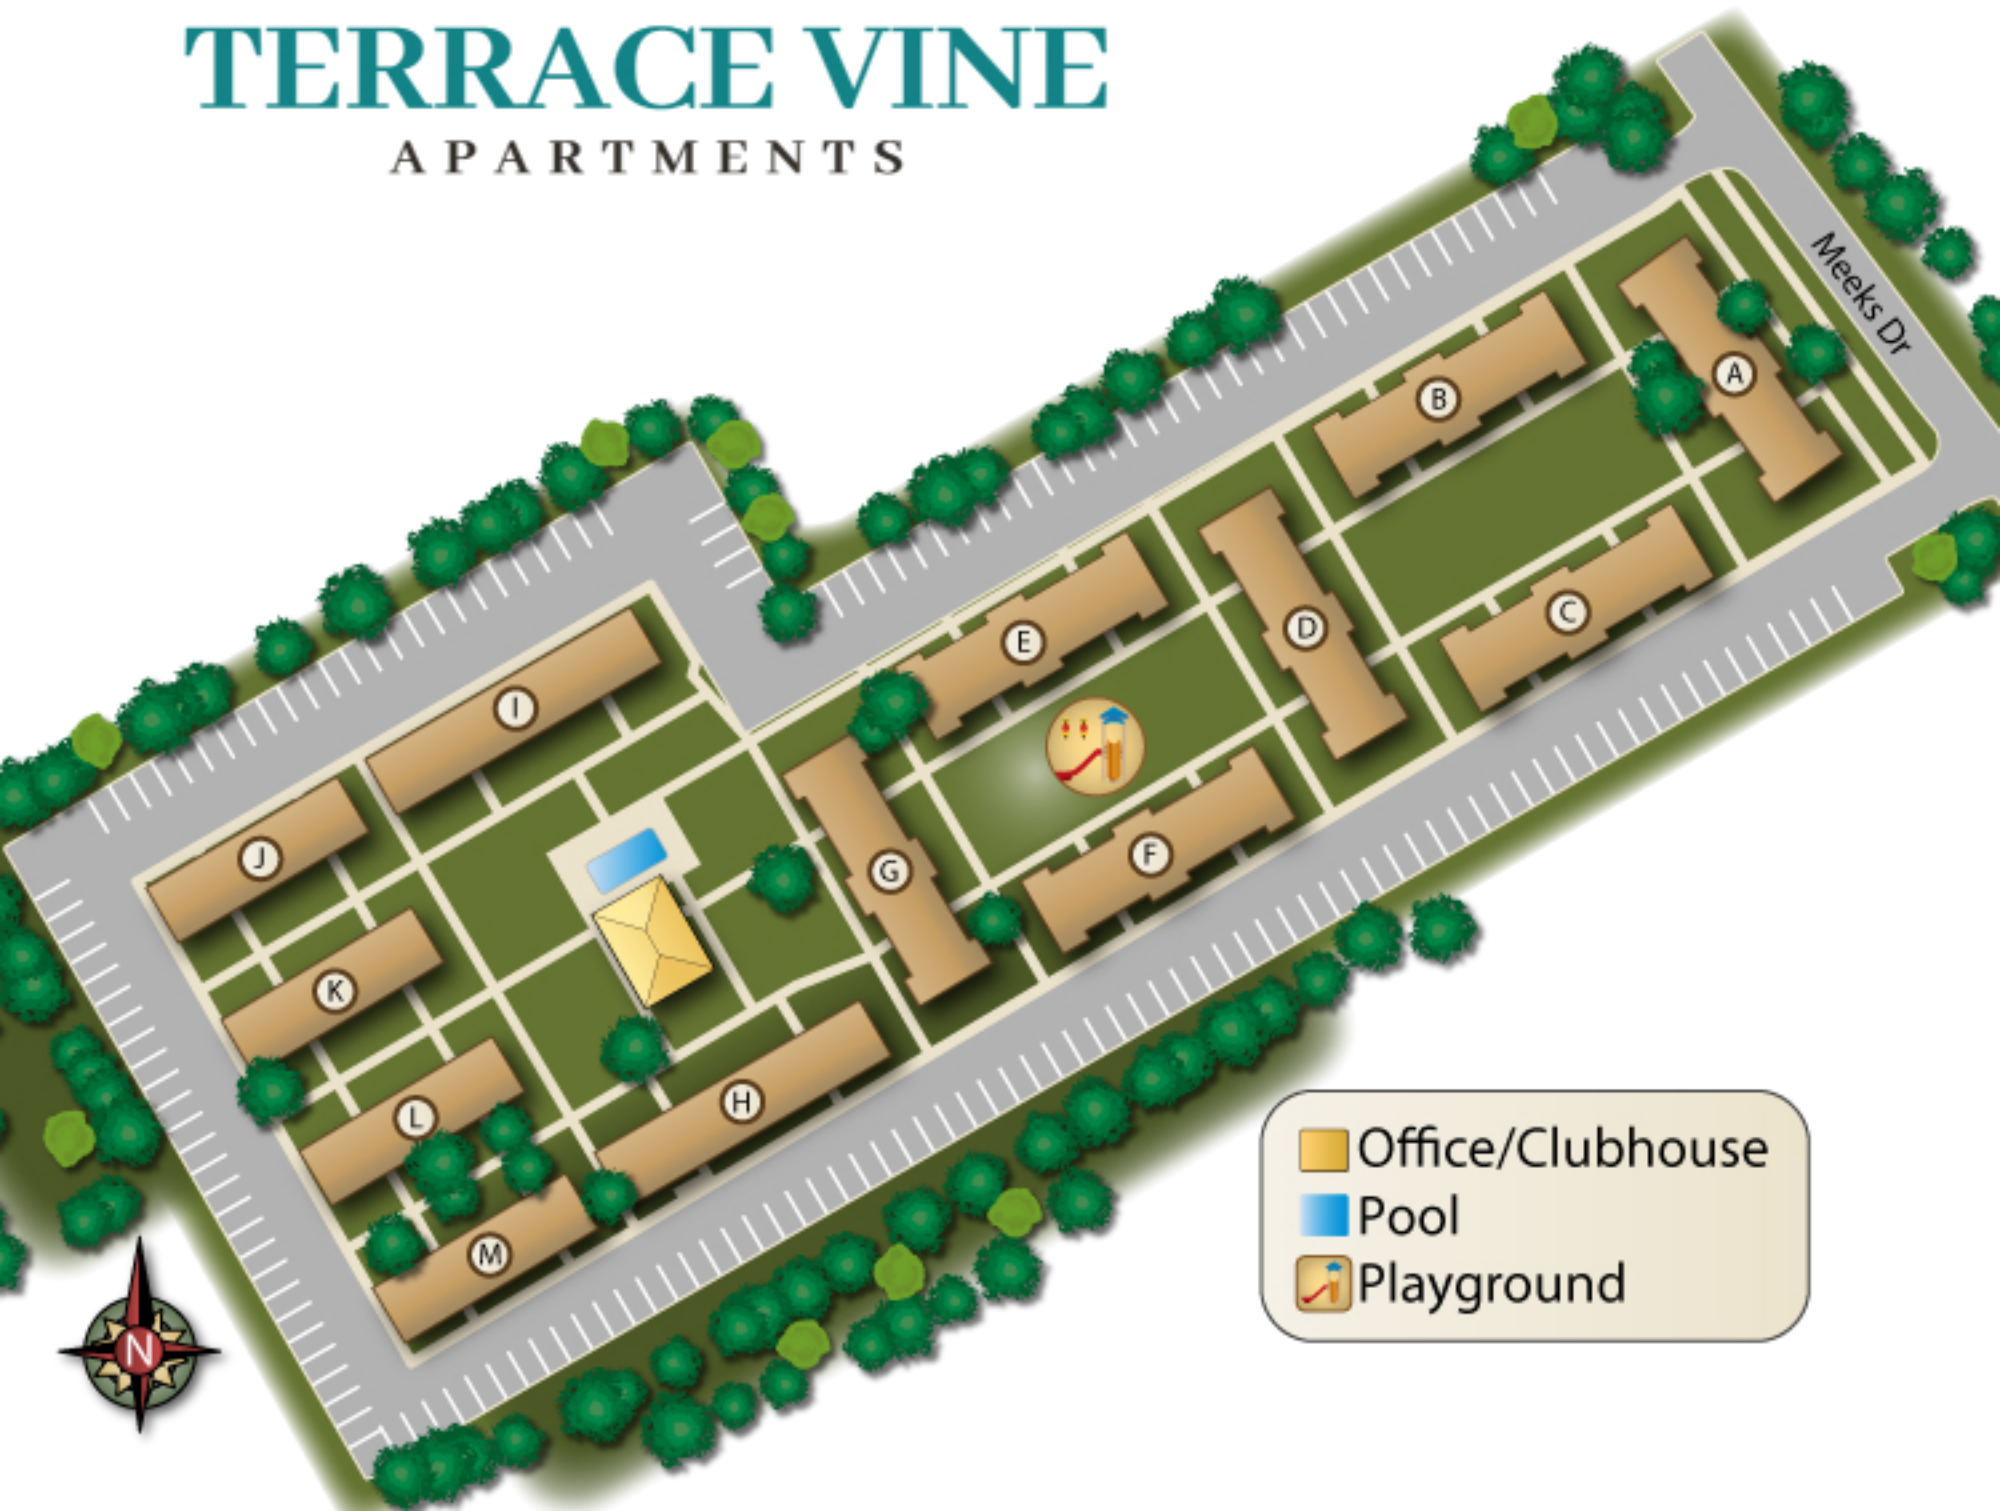 TERRACE VINE
APARTMENTS
Meeks Dr
A
B
C
D
E
F
G
H
I
J
K
L
M
N
Office/Clubhouse
Pool
Playground